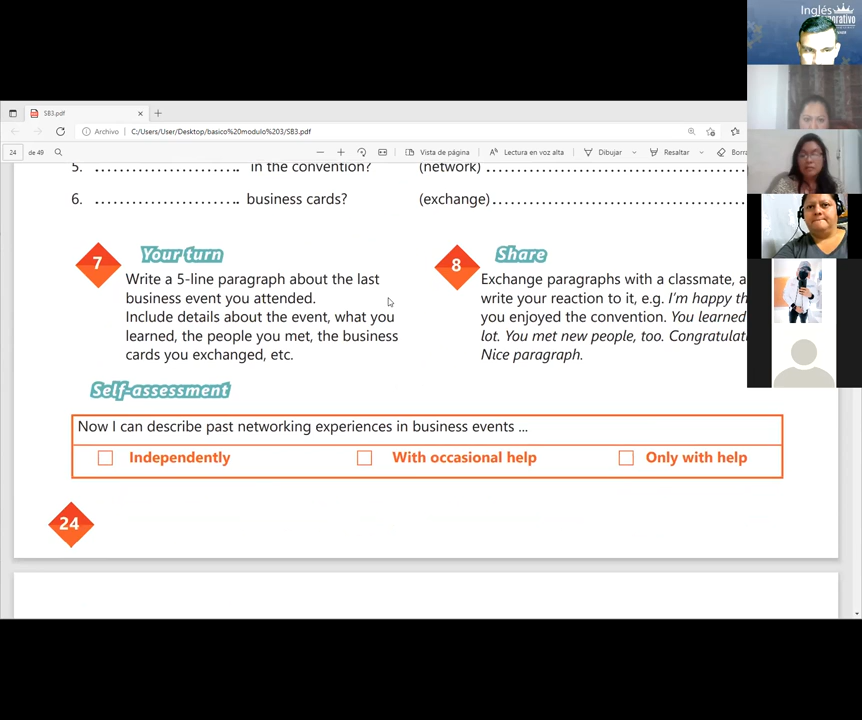 Inglés
SB3.pdf
Archivo C:/Users/User/Desktop/basico%20modulo%203/SB3.pdf
24 de 49 Vista de página Lectura en voz alta Dibujar Resaltar Borra
5. ........................ in the convention? (network) ........................
6. ........................ business cards? (exchange) ........................
7 Your turn
Write a 5-line paragraph about the last
business event you attended.
Include details about the event, what you
learned, the people you met, the business
cards you exchanged, etc.
8 Share
Exchange paragraphs with a classmate, a
write your reaction to it, e.g. I'm happy th
you enjoyed the convention. You learned
lot. You met new people, too. Congratulat
Nice paragraph.
Self-assessment
Now I can describe past networking experiences in business events ...
Independently With occasional help Only with help
24